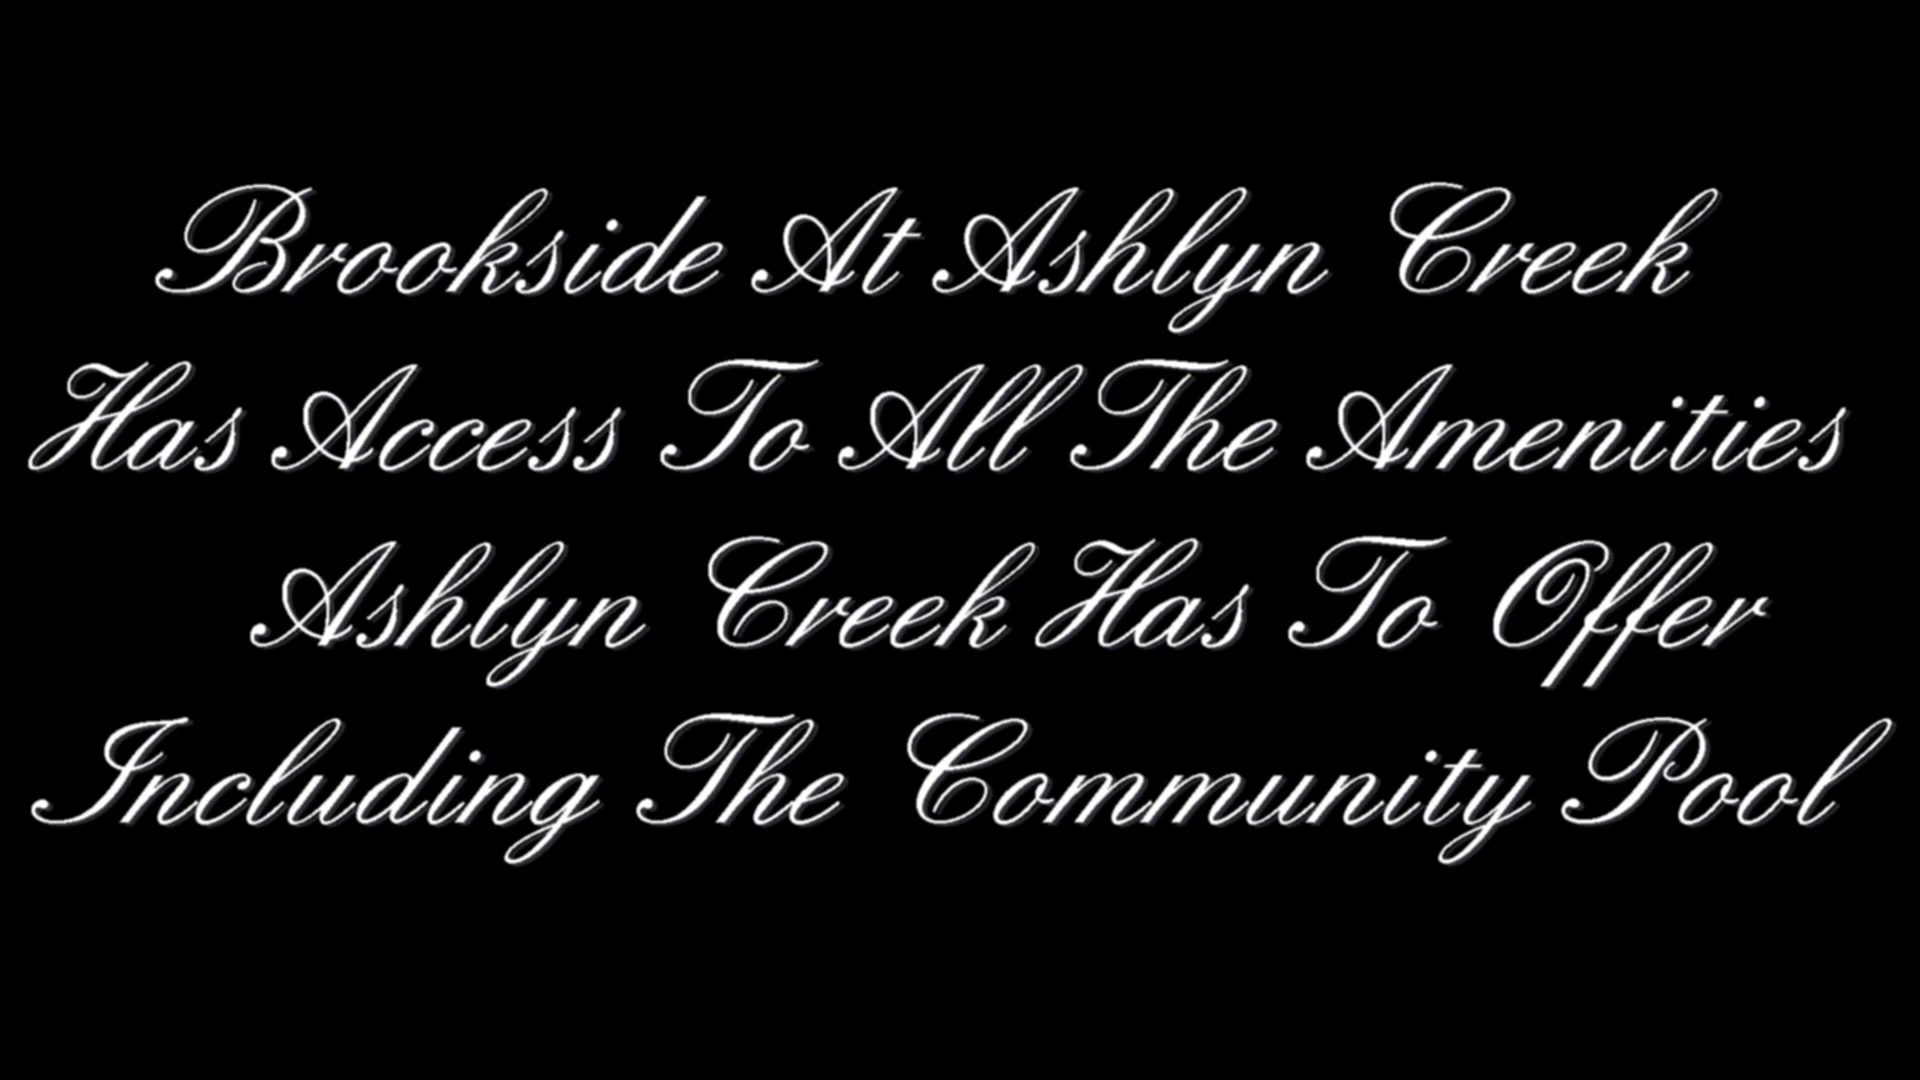 Brookside At Ashlyn Creek
Has Access To All The Amenities
Ashlyn Creek Has To Offer
Including The Community Pool